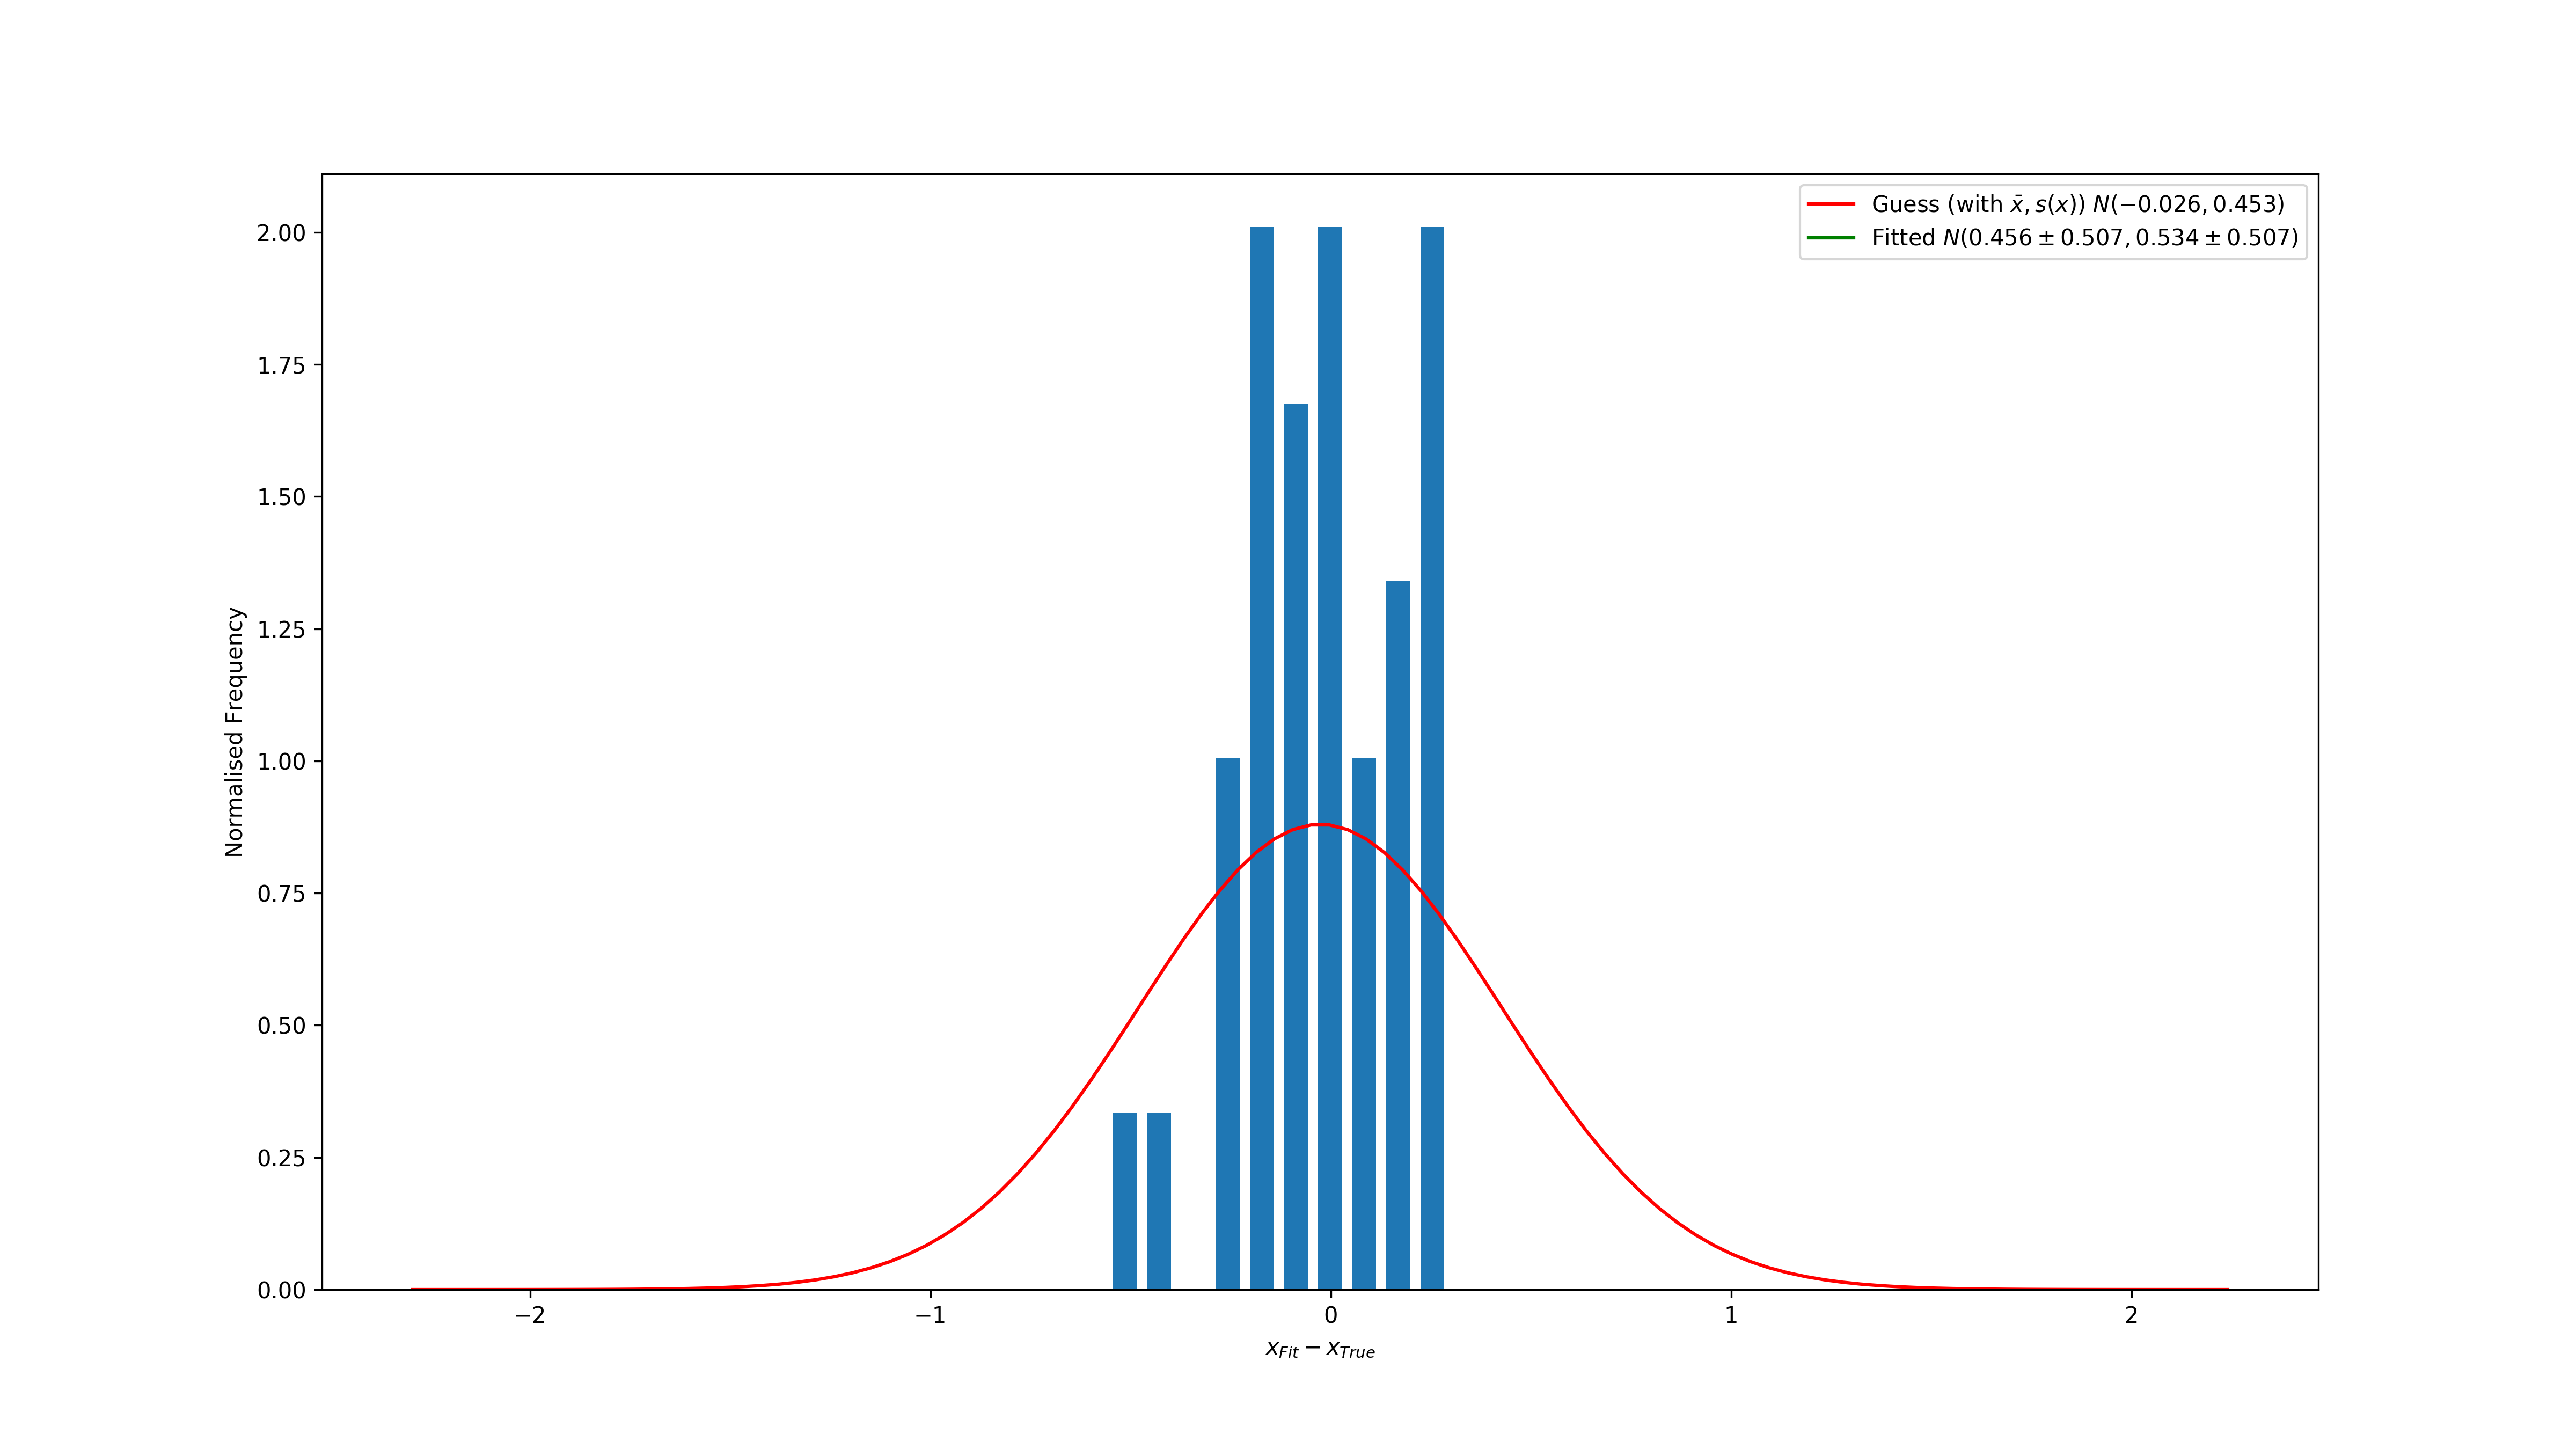 Guess (with x̄, s(x)) N(−0.026, 0.453)
Fitted N(0.456 ± 0.507, 0.534 ± 0.507)
2.00
1.75
1.50
1.25
1.00
0.75
0.50
0.25
0.00
Normalised Frequency
−2 −1 0 1 2
x_Fit − x_True